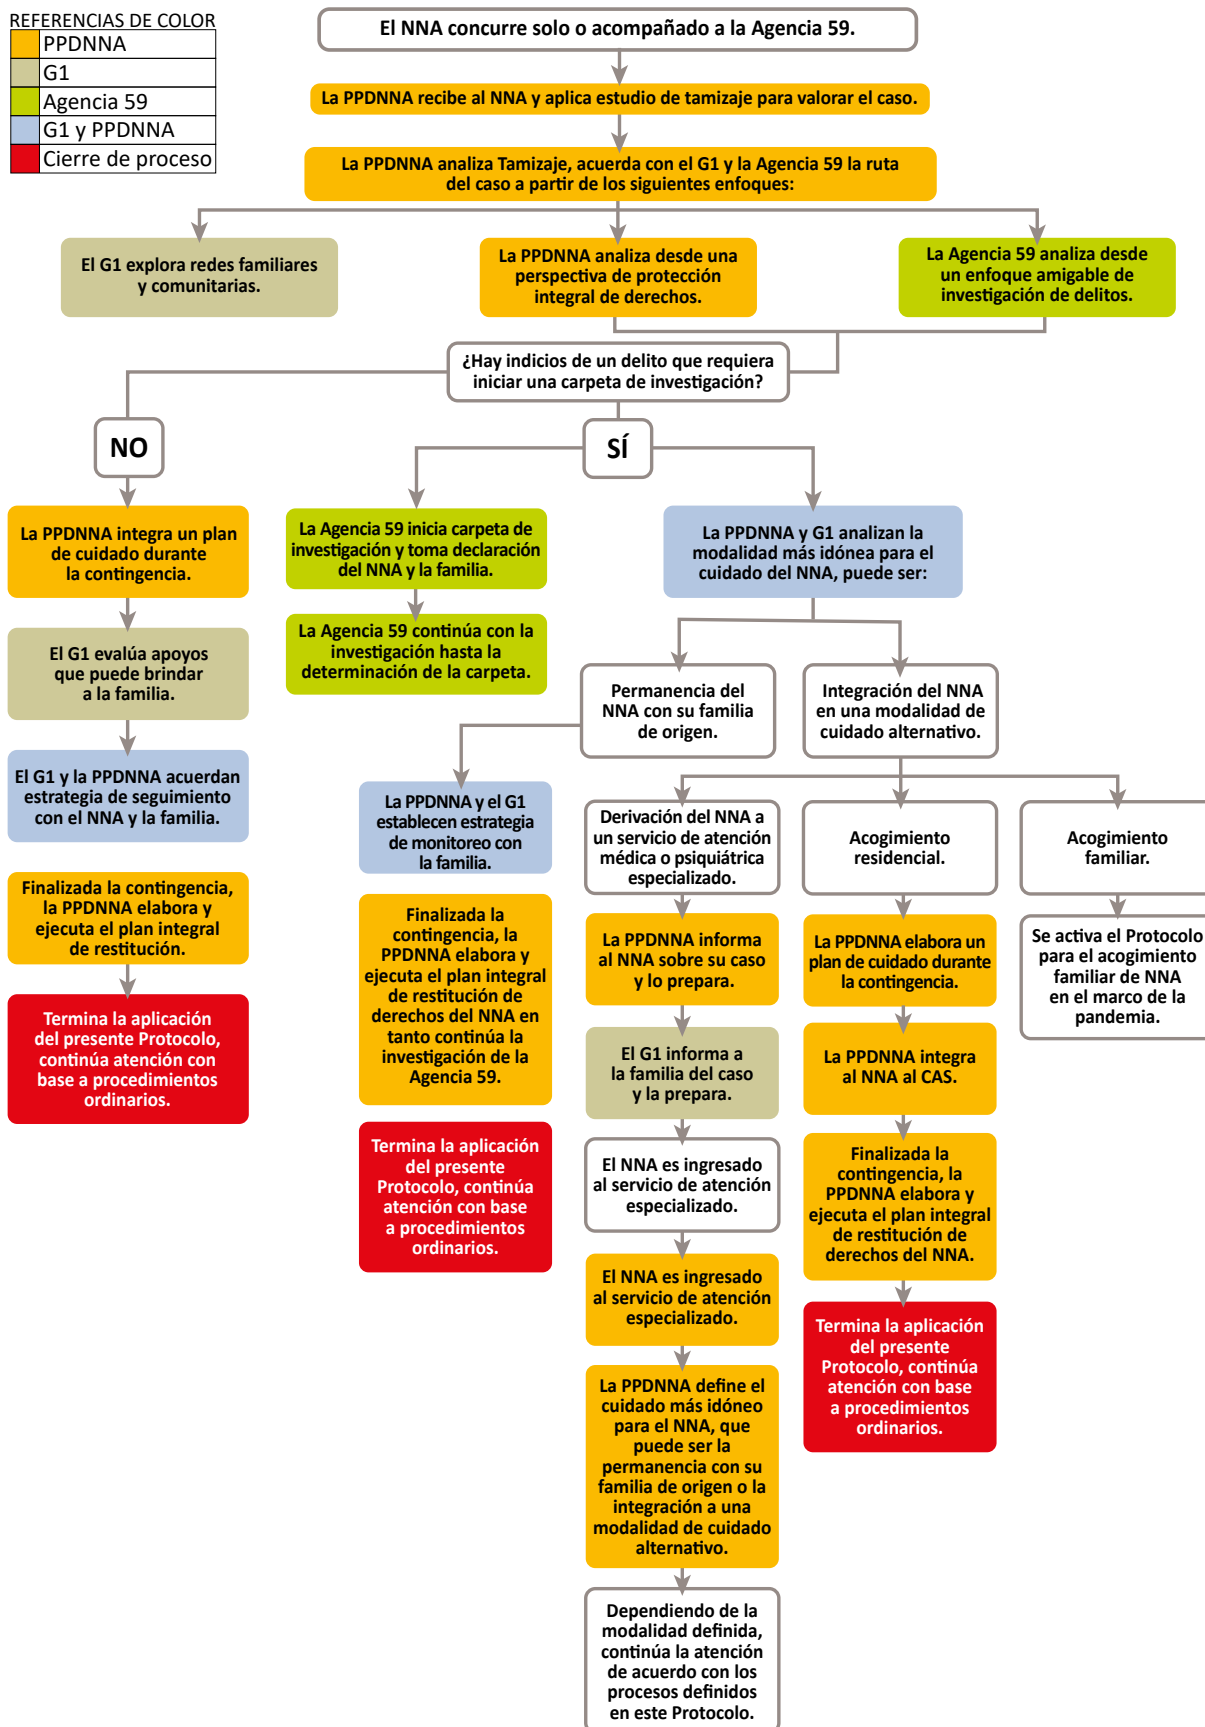 REFERENCIAS DE COLOR
PPDNNA
G1
Agencia 59
G1 y PPDNNA
Cierre de proceso
El NNA concurre solo o acompañado a la Agencia 59.
La PPDNNA recibe al NNA y aplica estudio de tamizaje para valorar el caso.
La PPDNNA analiza Tamizaje, acuerda con el G1 y la Agencia 59 la ruta
del caso a partir de los siguientes enfoques:
El G1 explora redes familiares
y comunitarias.
La PPDNNA analiza desde una
perspectiva de protección
integral de derechos.
La Agencia 59 analiza desde
un enfoque amigable de
investigación de delitos.
¿Hay indicios de un delito que requiera
iniciar una carpeta de investigación?
NO
SÍ
La PPDNNA integra un plan
de cuidado durante
la contingencia.
El G1 evalúa apoyos
que puede brindar
a la familia.
El G1 y la PPDNNA acuerdan
estrategia de seguimiento
con el NNA y la familia.
Finalizada la contingencia,
la PPDNNA elabora y
ejecuta el plan integral
de restitución.
Termina la aplicación
del presente Protocolo,
continúa atención con
base a procedimientos
ordinarios.
La Agencia 59 inicia carpeta de
investigación y toma declaración
del NNA y la familia.
La Agencia 59 continúa con la
investigación hasta la
determinación de la carpeta.
La PPDNNA y G1 analizan la
modalidad más idónea para el
cuidado del NNA, puede ser:
Permanencia del
NNA con su familia
de origen.
Integración del NNA
en una modalidad de
cuidado alternativo.
La PPDNNA y el G1
establecen estrategia
de monitoreo con
la familia.
Finalizada la
contingencia, la
PPDNNA elabora y
ejecuta el plan integral
de restitución de
derechos del NNA en
tanto continúa la
investigación de la
Agencia 59.
Termina la aplicación
del presente
Protocolo, continúa
atención con base
a procedimientos
ordinarios.
Derivación del NNA a
un servicio de atención
médica o psiquiátrica
especializado.
La PPDNNA informa
al NNA sobre su caso
y lo prepara.
El G1 informa a
la familia del caso
y la prepara.
El NNA es ingresado
al servicio de atención
especializado.
El NNA es ingresado
al servicio de atención
especializado.
La PPDNNA define el
cuidado más idóneo
para el NNA, que
puede ser la
permanencia con su
familia de origen o la
integración a una
modalidad de cuidado
alternativo.
Dependiendo de la
modalidad definida,
continúa la atención
de acuerdo con los
procesos definidos
en este Protocolo.
Acogimiento
residencial.
La PPDNNA elabora un
plan de cuidado durante
la contingencia.
La PPDNNA integra
al NNA al CAS.
Finalizada la
contingencia, la
PPDNNA elabora y
ejecuta el plan integral
de restitución de
derechos del NNA.
Termina la aplicación
del presente
Protocolo, continúa
atención con base
a procedimientos
ordinarios.
Acogimiento
familiar.
Se activa el Protocolo
para el acogimiento
familiar de NNA
en el marco de la
pandemia.